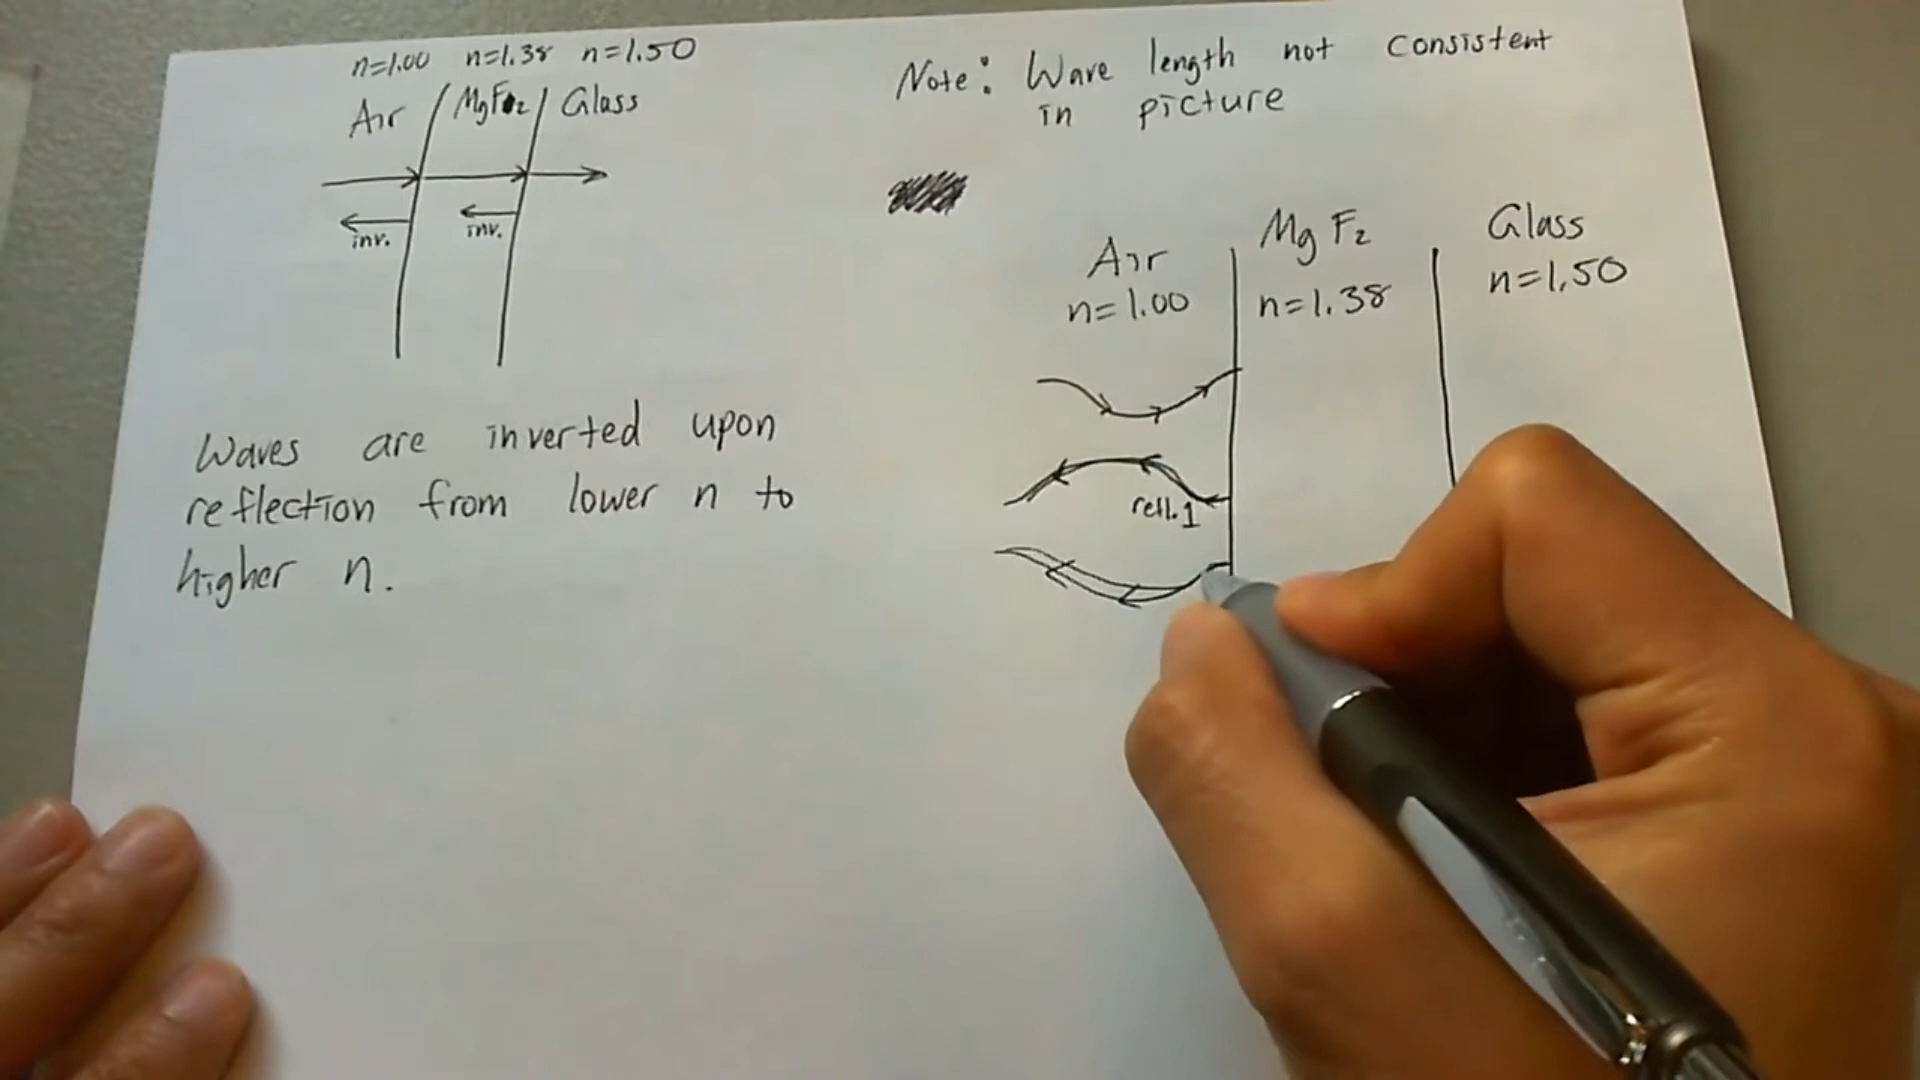 n=1.00 n=1.38 n=1.50
Air MgF2 Glass
inv. inv.
Waves are inverted upon
reflection from lower n to
higher n.
Note: Wave length not consistent
in picture
Air MgF2 Glass
n=1.00 n=1.38 n=1.50
refl.1